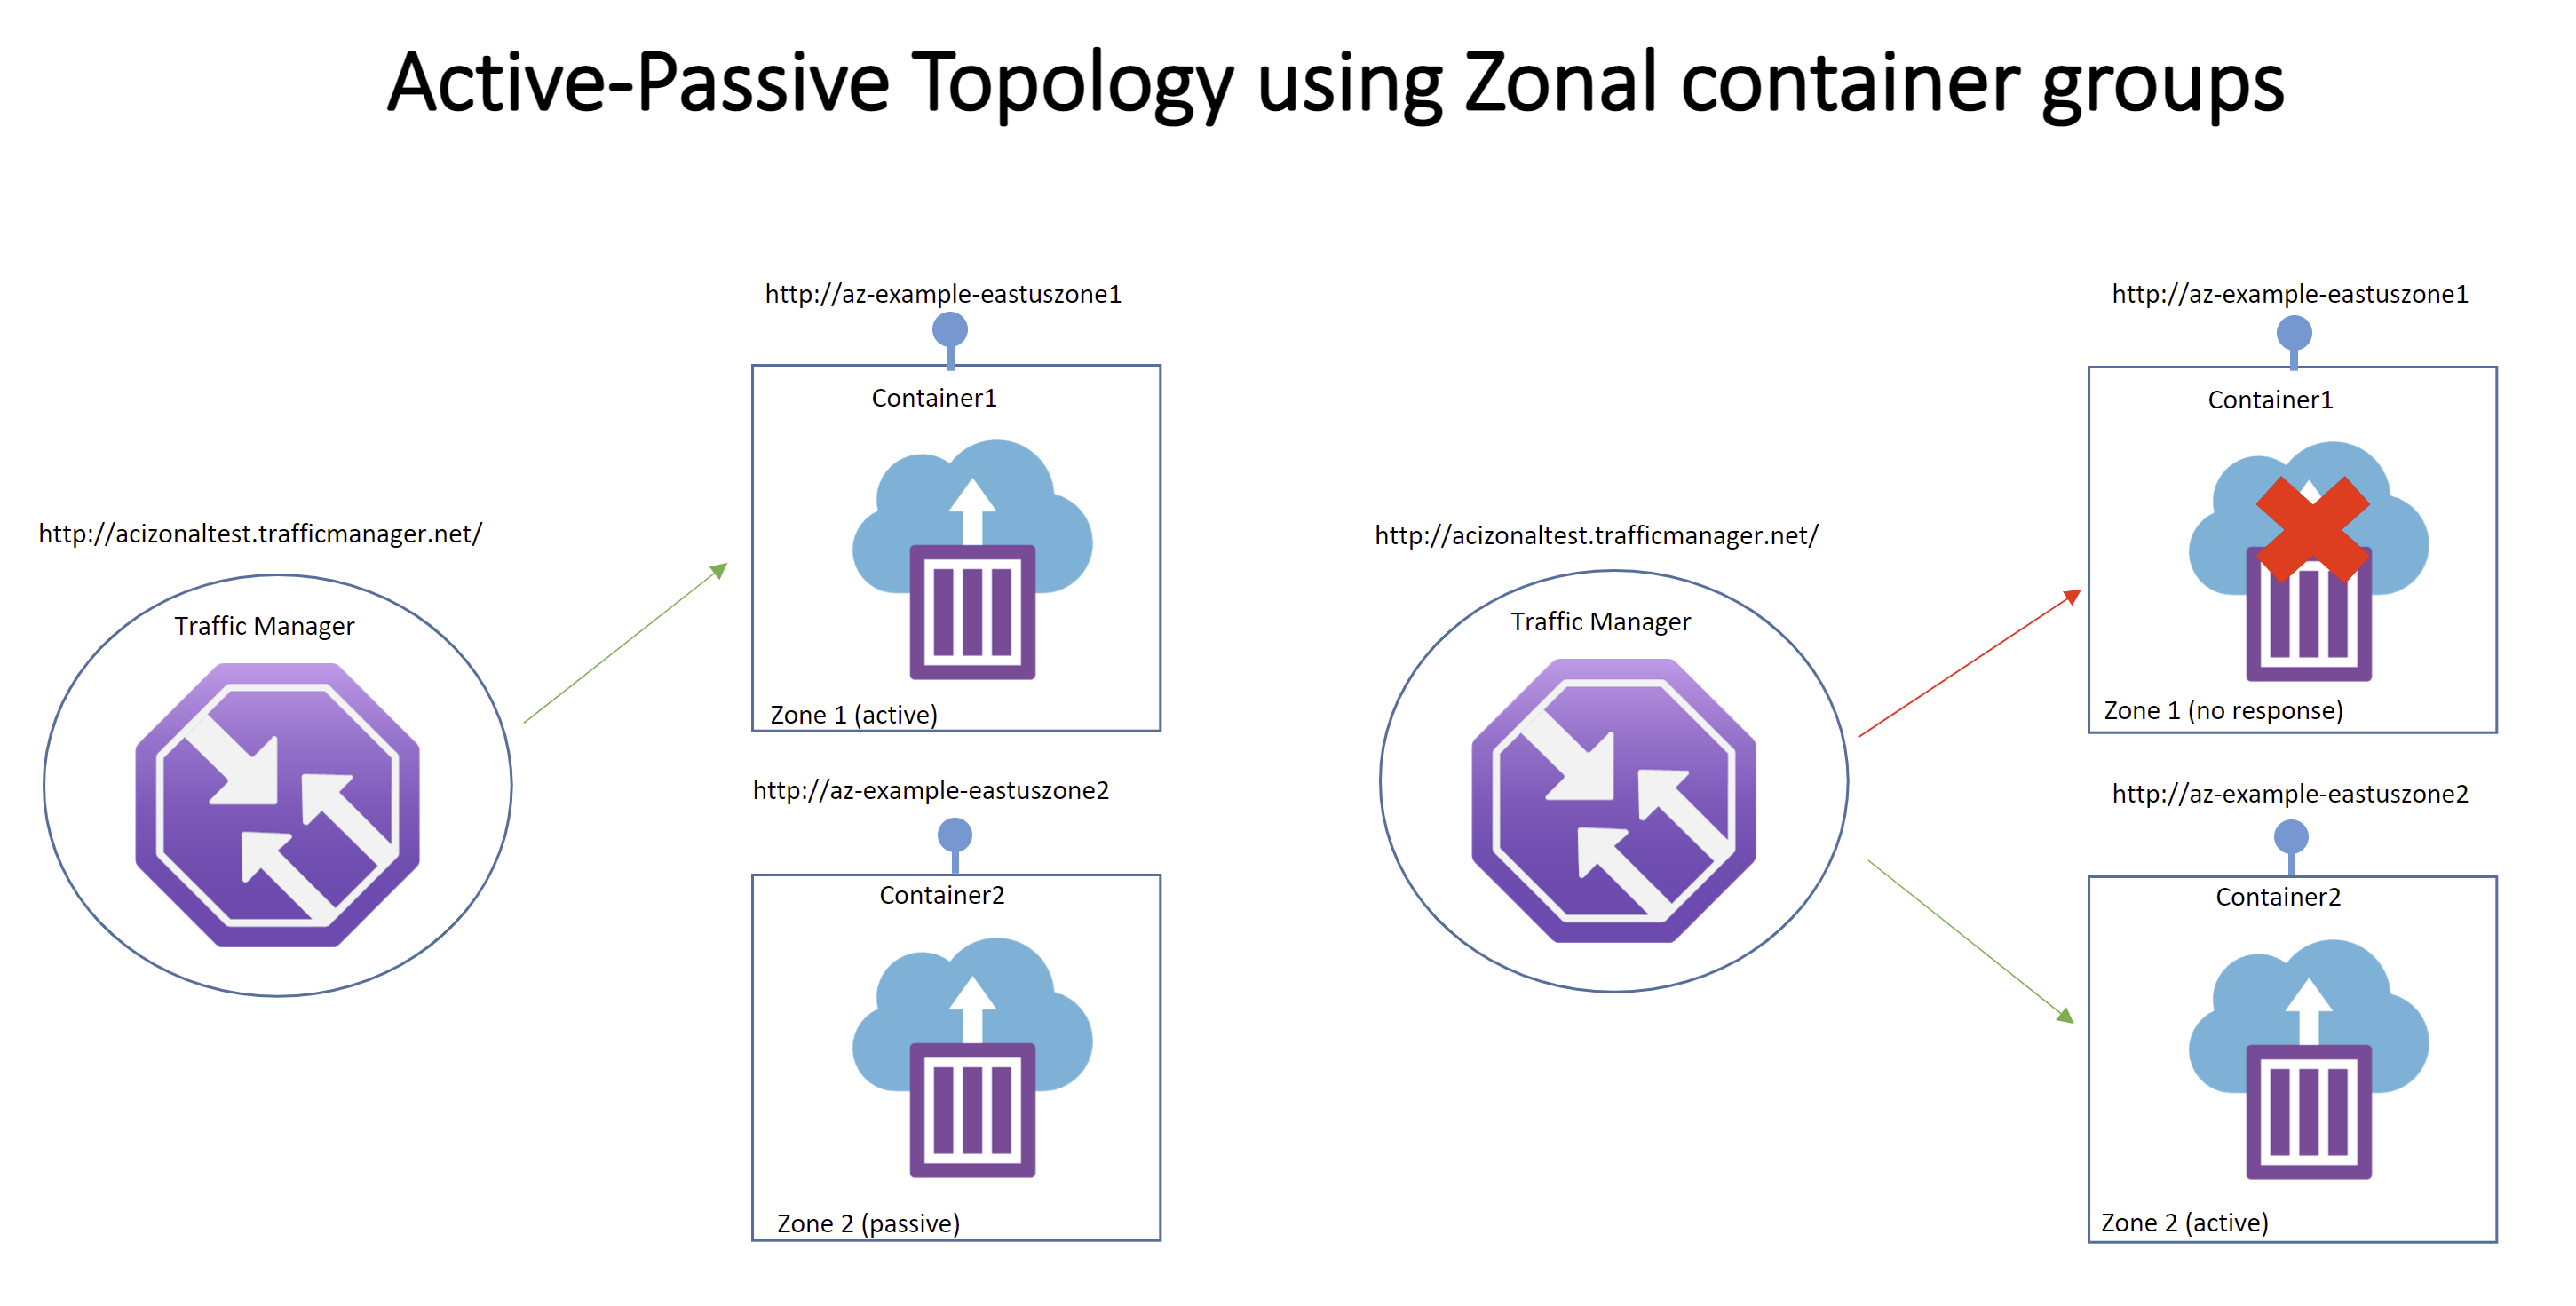 Active-Passive Topology using Zonal container groups
http://acizonaltest.trafficmanager.net/
Traffic Manager
http://az-example-eastuszone1
Container1
Zone 1 (active)
http://az-example-eastuszone2
Container2
Zone 2 (passive)
http://acizonaltest.trafficmanager.net/
Traffic Manager
http://az-example-eastuszone1
Container1
Zone 1 (no response)
http://az-example-eastuszone2
Container2
Zone 2 (active)